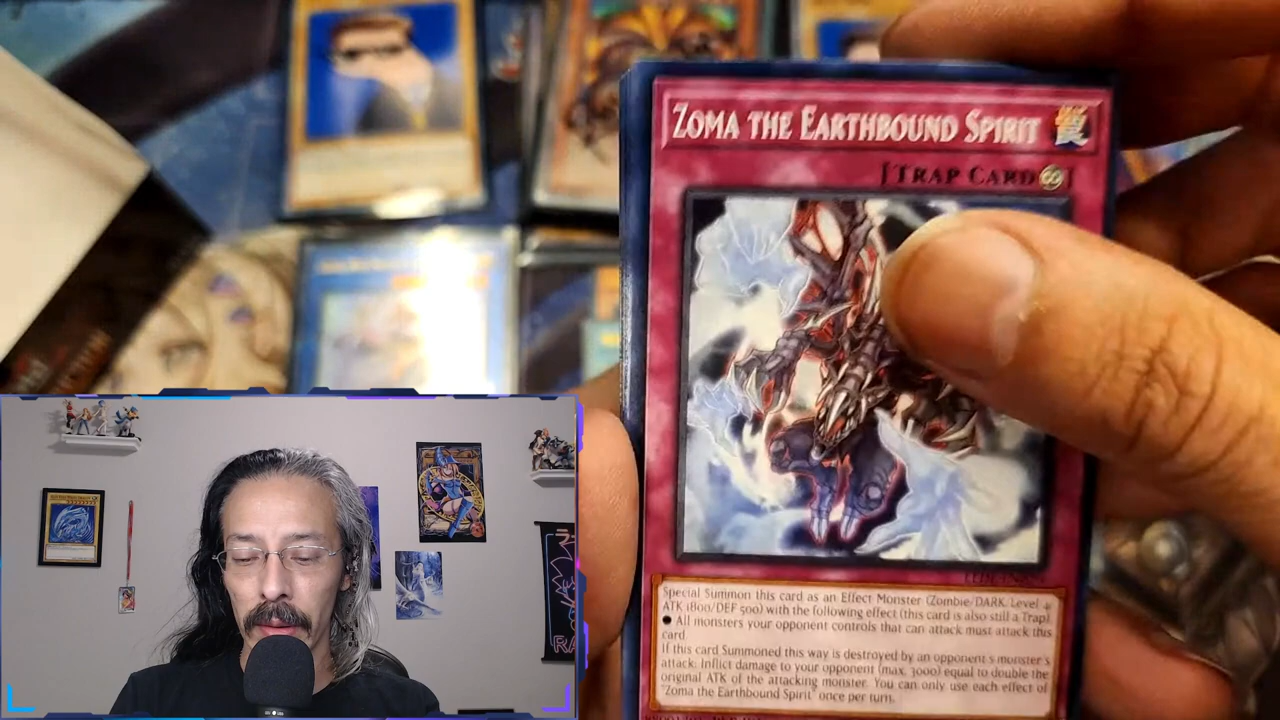 ZOMA THE EARTHBOUND SPIRIT 罠
[TRAP CARD ]
Special Summon this card as an Effect Monster (Zombie/DARK/Level 4/
ATK 1800/DEF 500) with the following effect (this card is also still a Trap).
● All monsters your opponent controls that can attack must attack this
card.
If this card Summoned this way is destroyed by an opponent's monster's
attack: Inflict damage to your opponent (max. 3000) equal to double the
original ATK of the attacking monster. You can only use each effect of
"Zoma the Earthbound Spirit" once per turn.